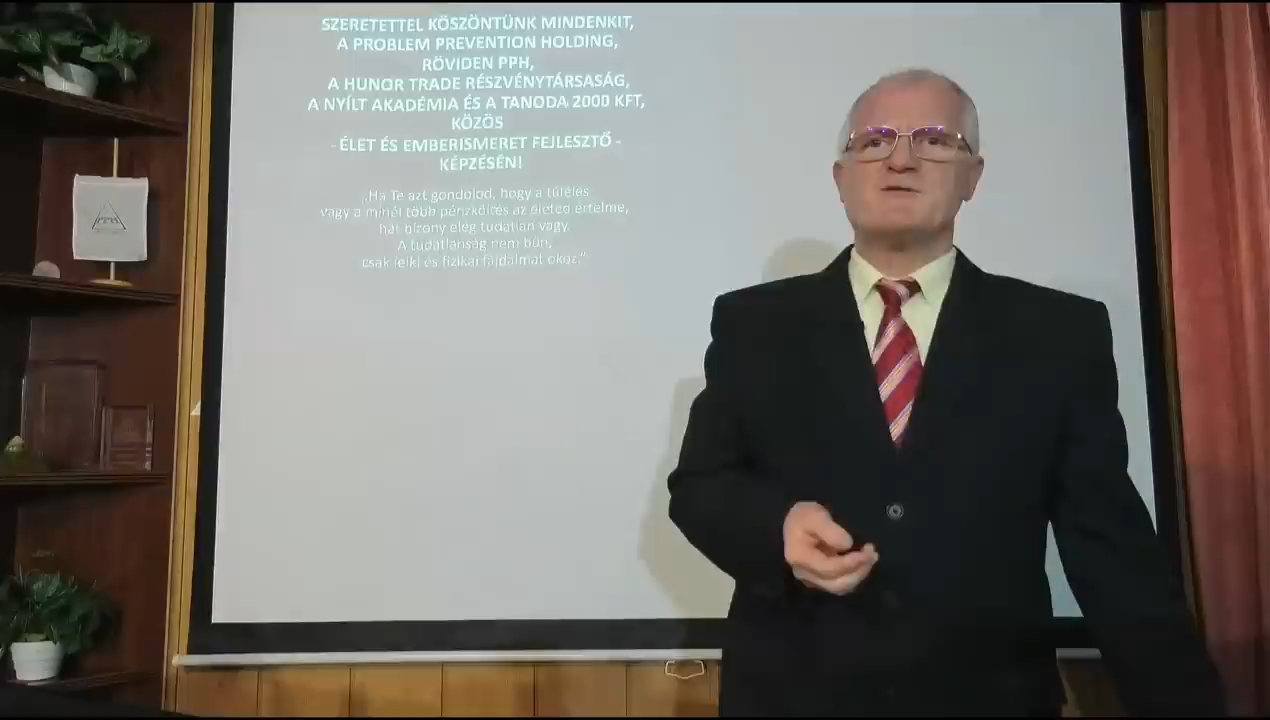 SZERETETTEL KÖSZÖNTÜNK MINDENKIT,
A PROBLEM PREVENTION HOLDING,
RÖVIDEN PPH,
A HUNOR TRADE RÉSZVÉNYTÁRSASÁG,
A NYÍLT AKADÉMIA ÉS A TANODA 2000 KFT,
KÖZÖS
- ÉLET ÉS EMBERISMERET FEJLESZTŐ -
KÉPZÉSÉN!
„Ha Te azt gondolod, hogy a túlélés
vagy a minél több pénzköltés az életed értelme,
hát bizony elég tudatlan vagy.
A tudatlanság nem bűn,
csak lelki és fizikai fájdalmat okoz.”